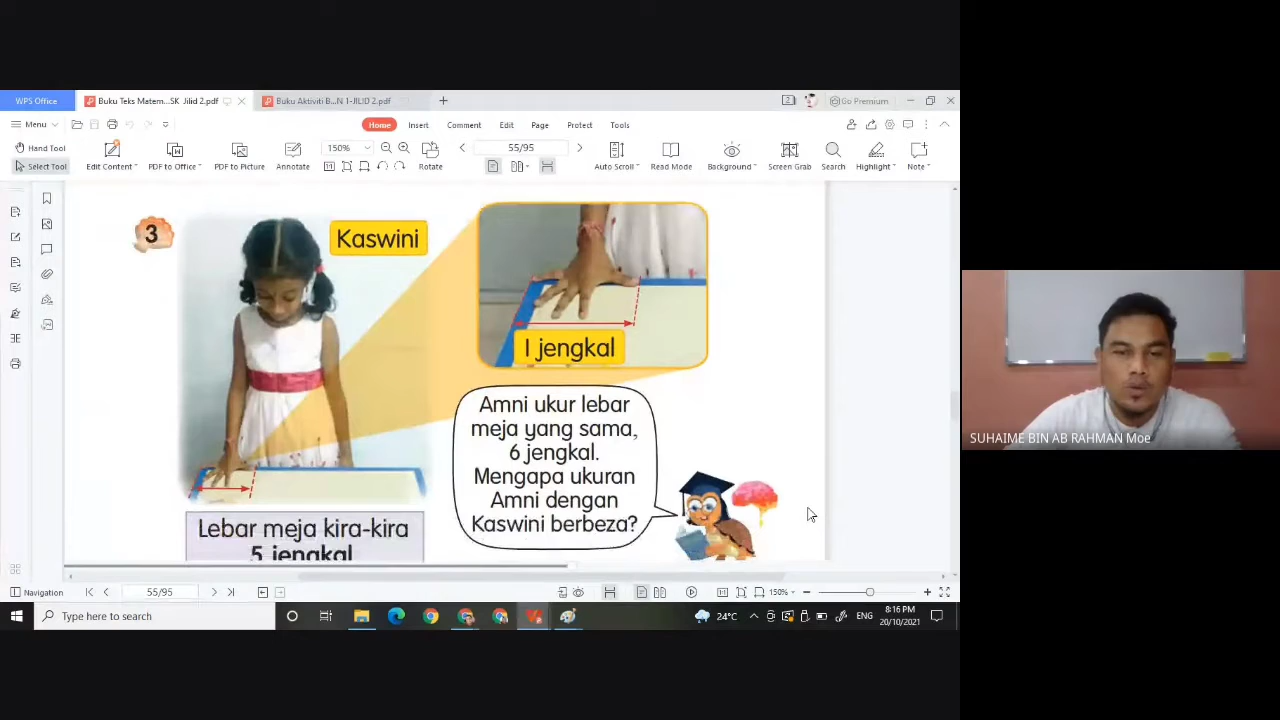 WPS Office
Buku Teks Matem...SK Jilid 2.pdf
Buku Aktiviti B...N 1-JILID 2.pdf
Go Premium
Menu
Home
Insert
Comment
Edit
Page
Protect
Tools
Hand Tool
Select Tool
Edit Content
PDF to Office
PDF to Picture
Annotate
150%
Rotate
55/95
Auto Scroll
Read Mode
Background
Screen Grab
Search
Highlight
Note
3
Kaswini
1 jengkal
Amni ukur lebar
meja yang sama,
6 jengkal.
Mengapa ukuran
Amni dengan
Kaswini berbeza?
Lebar meja kira-kira
5 jengkal
SUHAIME BIN AB RAHMAN Moe
Navigation
55/95
150%
Type here to search
24°C
ENG
8:16 PM
20/10/2021